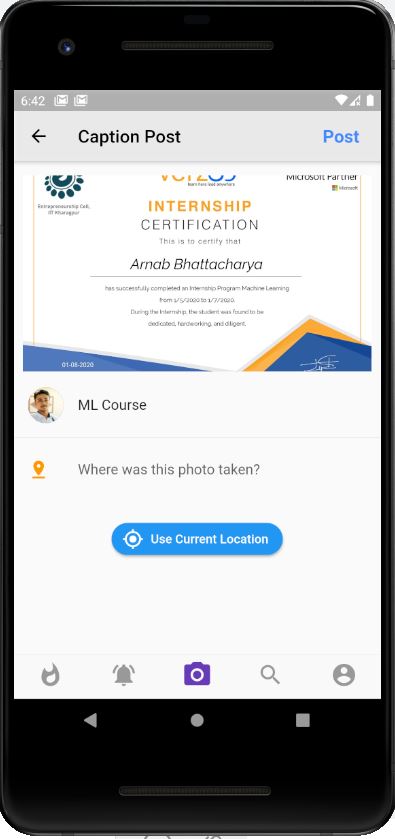 6:42
Caption Post
Post
Entrepreneurship Cell,
IIT Kharagpur
learn here lead anywhere
Microsoft Partner
Microsoft
INTERNSHIP
CERTIFICATION
This is to certify that
Arnab Bhattacharya
has successfully completed an Internship Program Machine Learning
from 1/5/2020 to 1/7/2020.
During the Internship, the student was found to be
dedicated, hardworking, and diligent.
01-08-2020
ML Course
Where was this photo taken?
Use Current Location